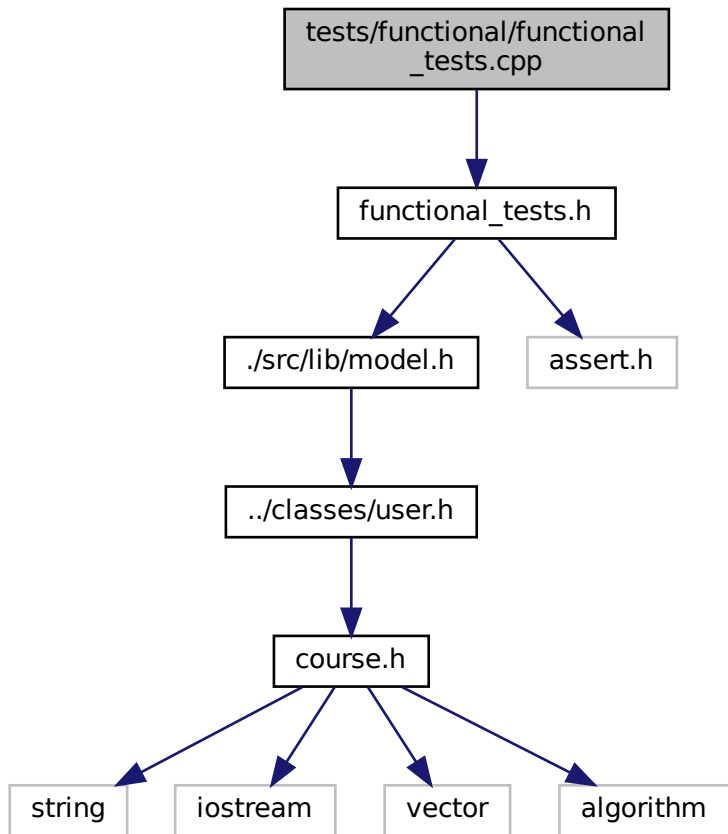 tests/functional/functional
_tests.cpp
functional_tests.h
./src/lib/model.h
assert.h
../classes/user.h
course.h
string
iostream
vector
algorithm